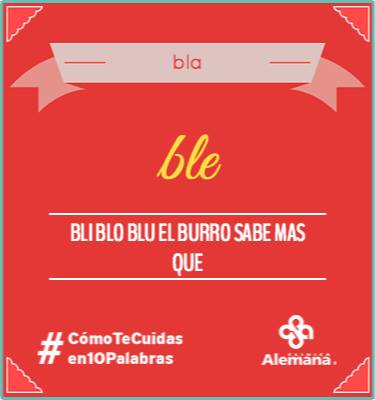 bla
ble
BLI BLO BLU EL BURRO SABE MAS
QUE
# CómoTeCuidas
en10Palabras
Alemana